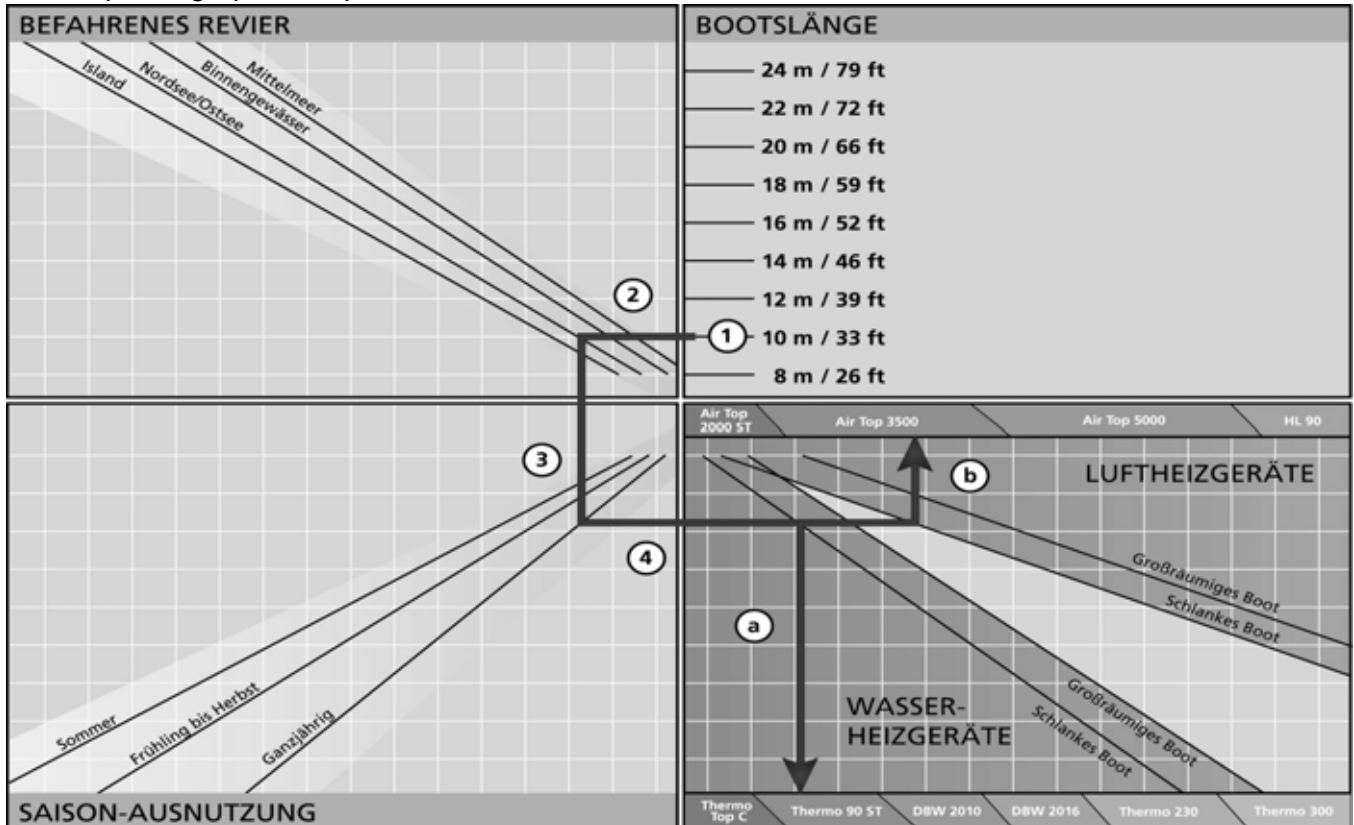 BEFAHRENES REVIER
Island
Nordsee/Ostsee
Binnengewässer
Mittelmeer
2
BOOTSLÄNGE
24 m / 79 ft
22 m / 72 ft
20 m / 66 ft
18 m / 59 ft
16 m / 52 ft
14 m / 46 ft
12 m / 39 ft
1
10 m / 33 ft
8 m / 26 ft
3
4
Sommer
Frühling bis Herbst
Ganzjährig
SAISON-AUSNUTZUNG
Air Top
2000 ST
Air Top 3500
Air Top 5000
HL 90
b
LUFTHEIZGERÄTE
Großräumiges Boot
Schlankes Boot
a
WASSER-
HEIZGERÄTE
Großräumiges Boot
Schlankes Boot
Thermo
Top C
Thermo 90 ST
DBW 2010
DBW 2016
Thermo 230
Thermo 300